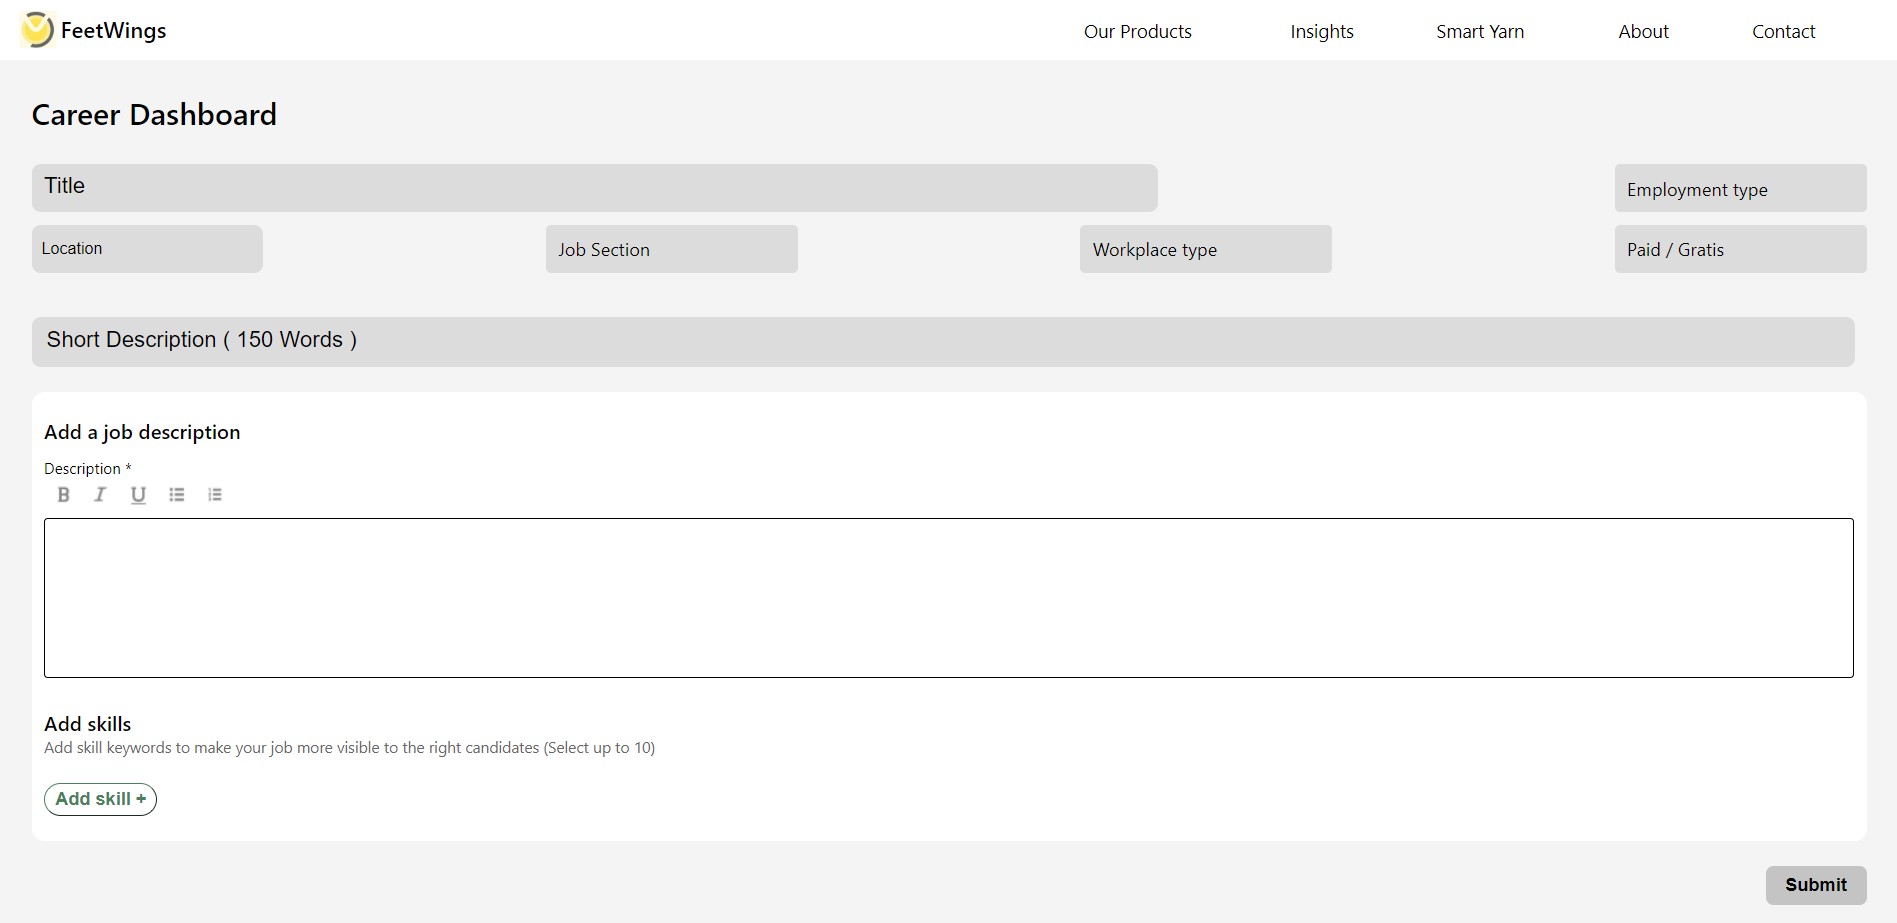 FeetWings Our Products Insights Smart Yarn About Contact
Career Dashboard
Title Employment type
Location Job Section Workplace type Paid / Gratis
Short Description ( 150 Words )
Add a job description
Description *
B I U
Add skills
Add skill keywords to make your job more visible to the right candidates (Select up to 10)
Add skill +
Submit